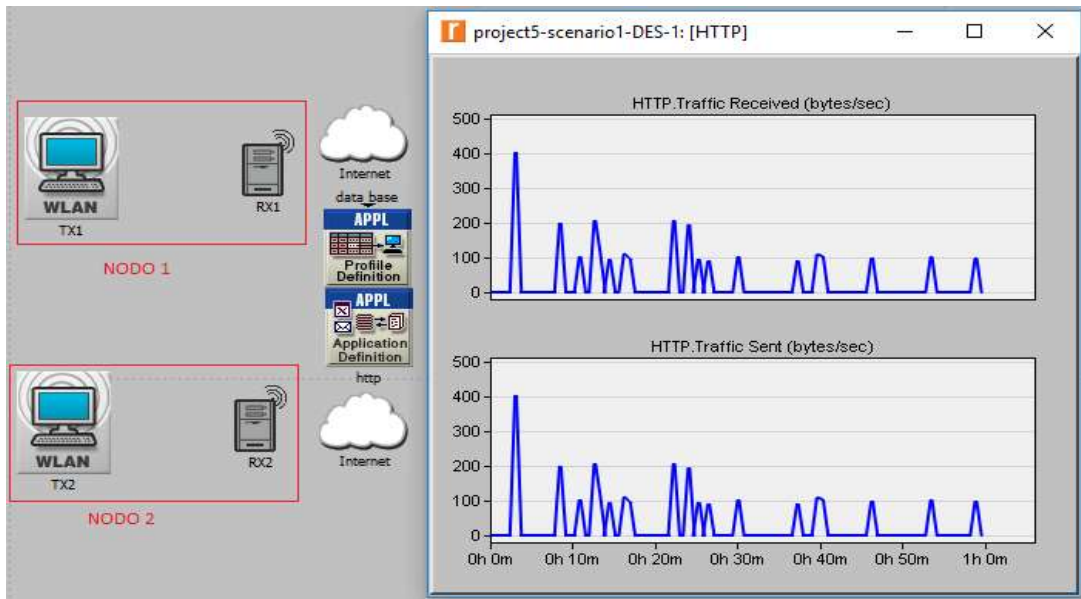 project5-scenario1-DES-1: [HTTP]
HTTP.Traffic Received (bytes/sec)
500
400
300
200
100
0
HTTP.Traffic Sent (bytes/sec)
500
400
300
200
100
0
0h 0m 0h 10m 0h 20m 0h 30m 0h 40m 0h 50m 1h 0m
WLAN
TX1
RX1
NODO 1
Internet
data_base
APPL
Profiile
Definition
APPL
Application
Definition
http
Internet
WLAN
TX2
RX2
NODO 2